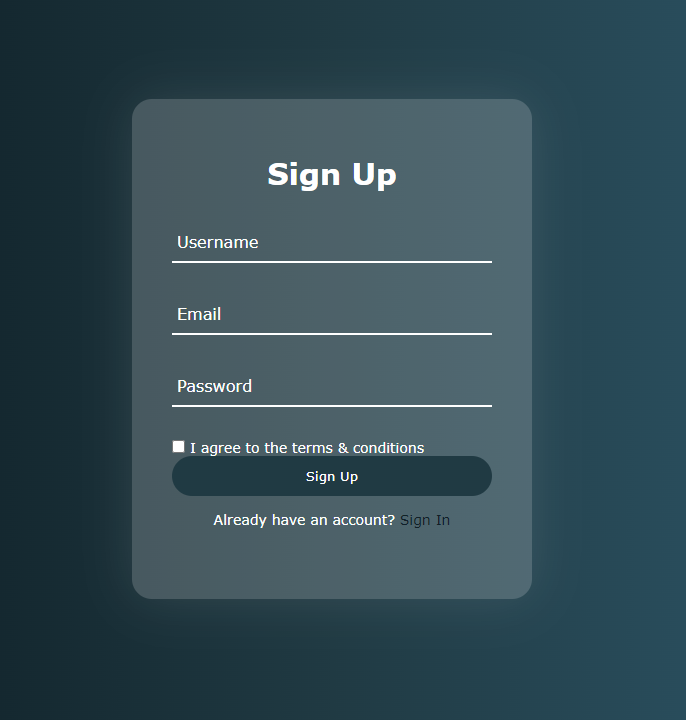 Sign Up
Username
Email
Password
I agree to the terms & conditions
Sign Up
Already have an account? Sign In